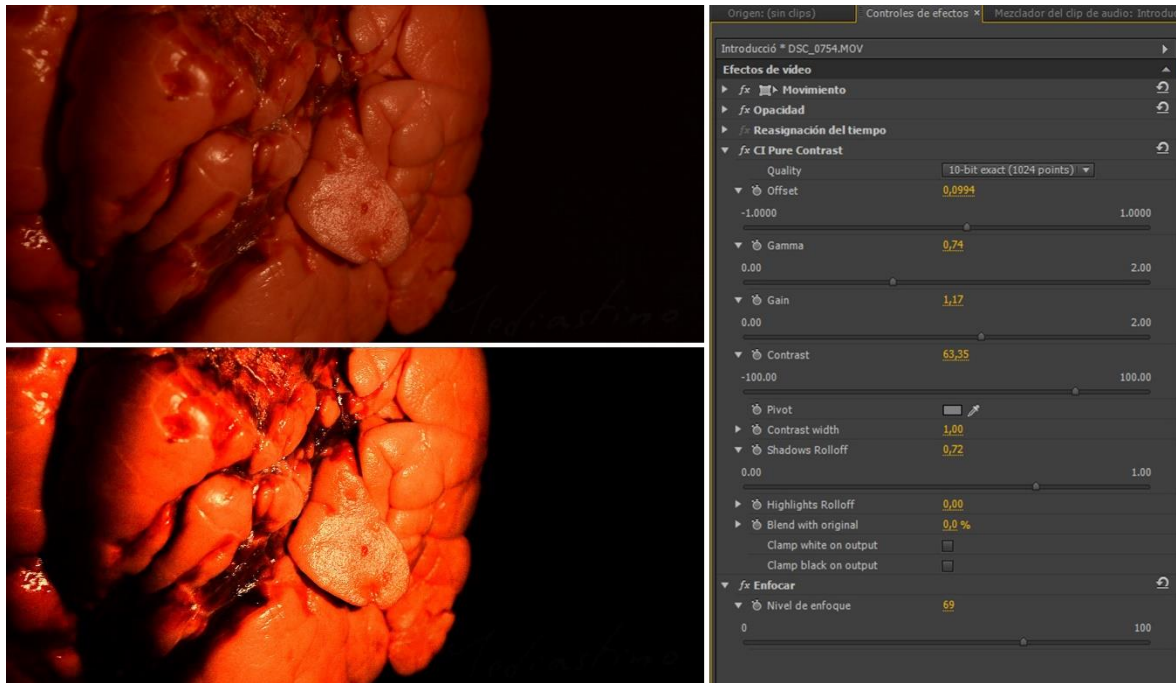 Mediastino
Mediastino
Origen: (sin clips) Controles de efectos × Mezclador del clip de audio: Introduc
Introducció * DSC_0754.MOV
Efectos de vídeo
fx Movimiento
fx Opacidad
fx Reasignación del tiempo
fx CI Pure Contrast
Quality 10-bit exact (1024 points)
Offset 0,0994
-1.0000 1.0000
Gamma 0,74
0.00 2.00
Gain 1,17
0.00 2.00
Contrast 63,35
-100.00 100.00
Pivot
Contrast width 1,00
Shadows Rolloff 0,72
0.00 1.00
Highlights Rolloff 0,00
Blend with original 0,0 %
Clamp white on output
Clamp black on output
fx Enfocar
Nivel de enfoque 69
0 100